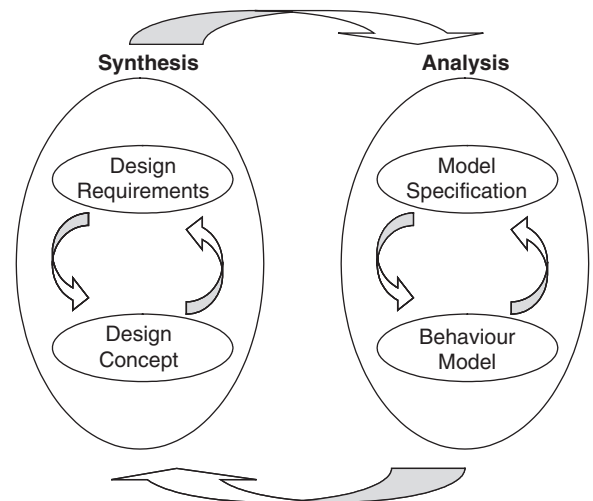 Synthesis
Design
Requirements
Design
Concept
Analysis
Model
Specification
Behaviour
Model